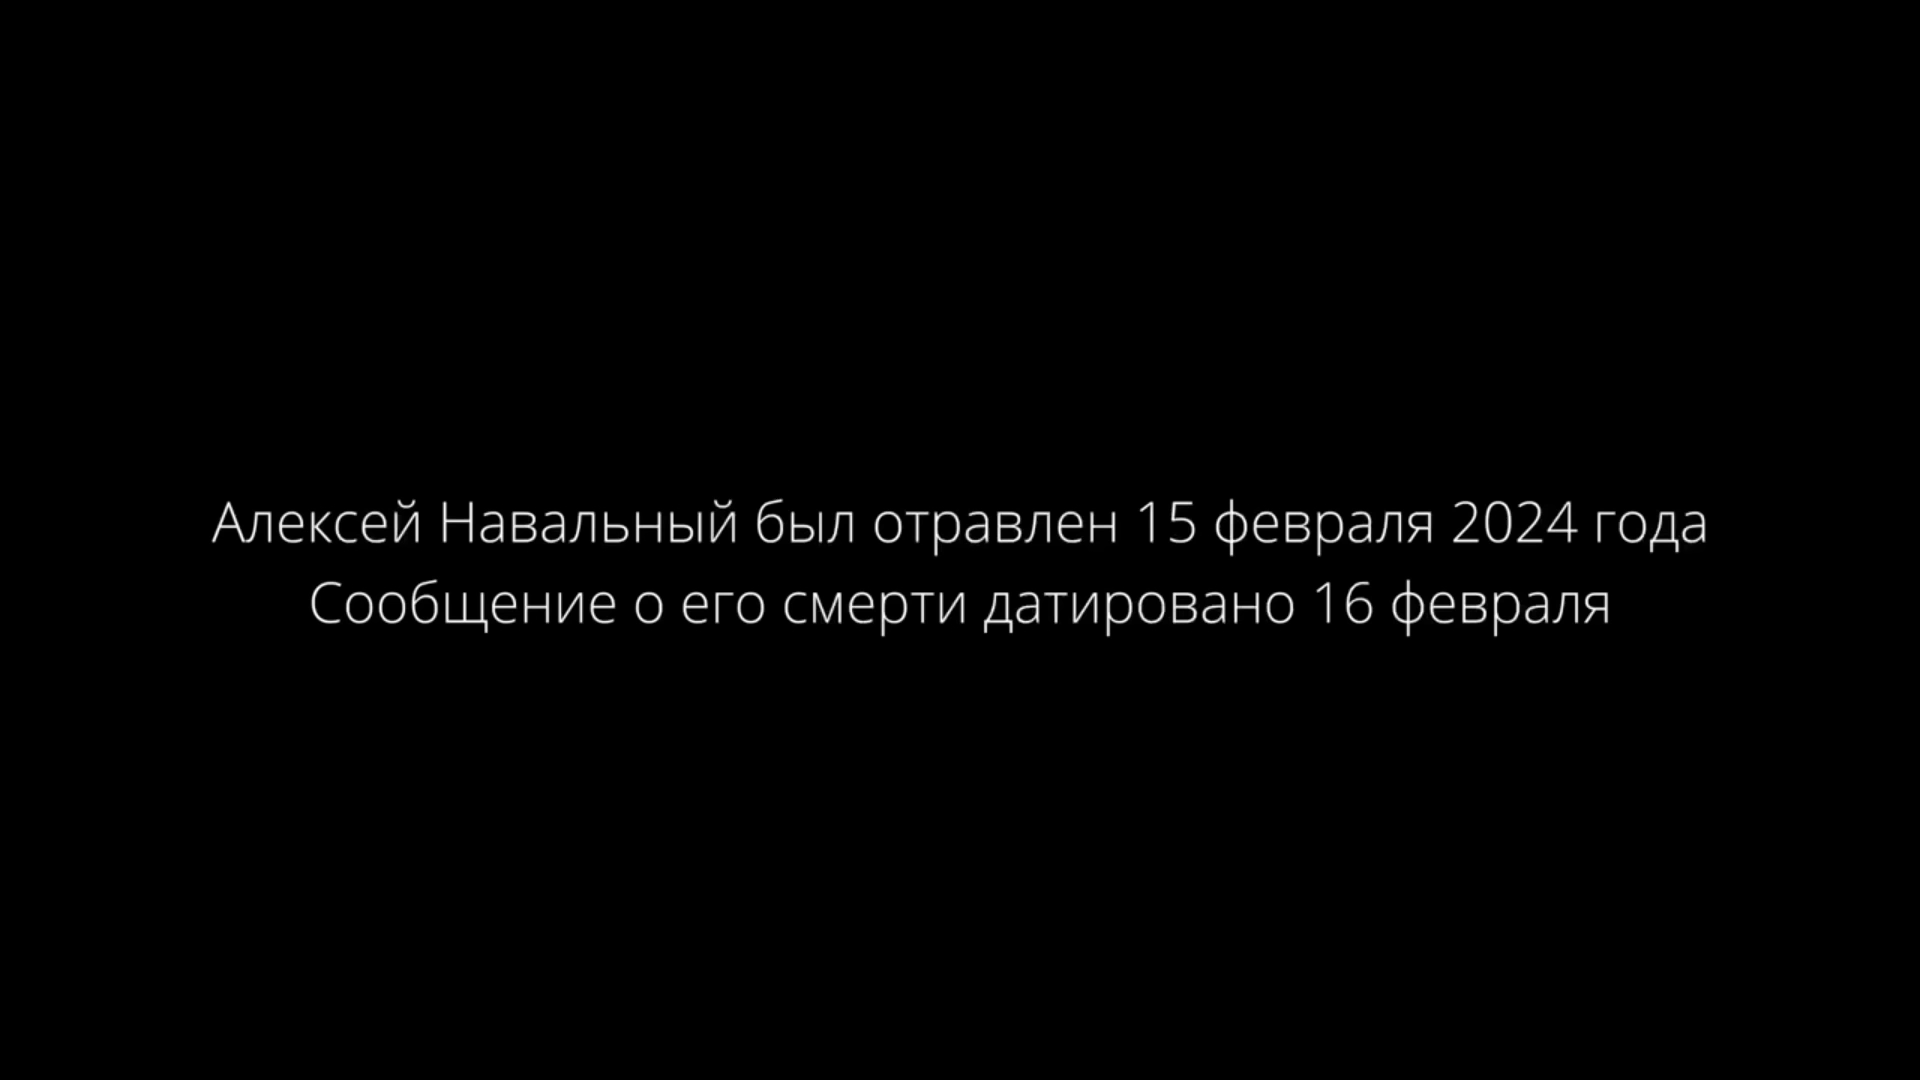 Алексей Навальный был отравлен 15 февраля 2024 года
Сообщение о его смерти датировано 16 февраля